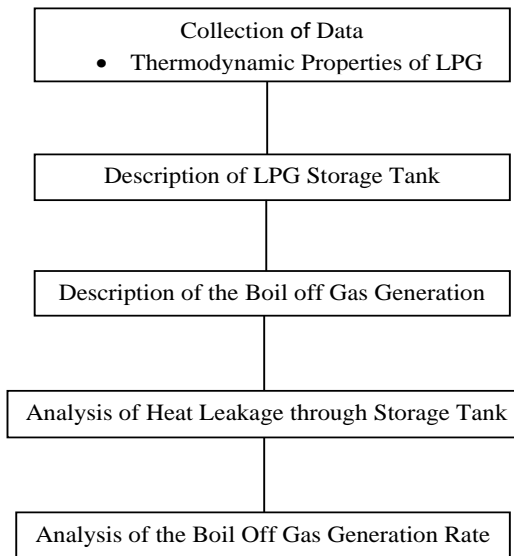 Collection of Data
• Thermodynamic Properties of LPG
Description of LPG Storage Tank
Description of the Boil off Gas Generation
Analysis of Heat Leakage through Storage Tank
Analysis of the Boil Off Gas Generation Rate